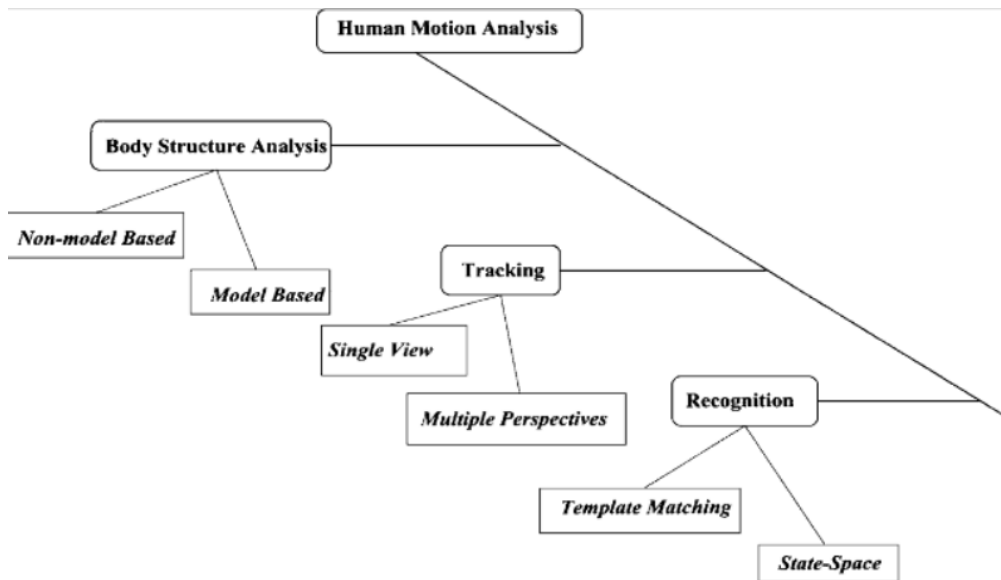 Human Motion Analysis
Body Structure Analysis
Non-model Based
Model Based
Tracking
Single View
Multiple Perspectives
Recognition
Template Matching
State-Space